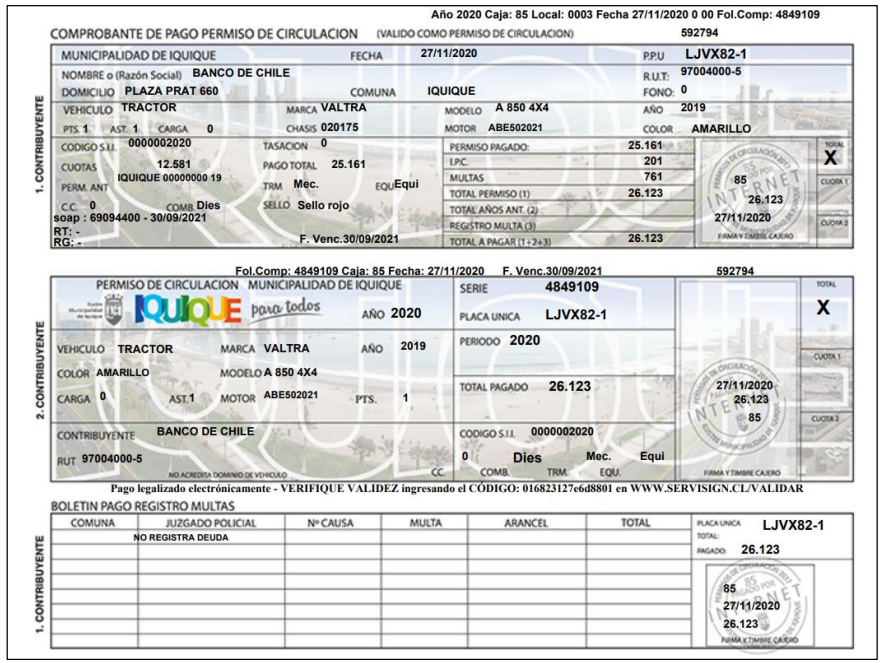 Año 2020 Caja: 85 Local: 0003 Fecha 27/11/2020 0 00 Fol.Comp: 4849109
COMPROBANTE DE PAGO PERMISO DE CIRCULACION (VALIDO COMO PERMISO DE CIRCULACION) 592794
MUNICIPALIDAD DE IQUIQUE FECHA 27/11/2020 P.P.U LJVX82-1
NOMBRE o (Razón Social) BANCO DE CHILE R.U.T: 97004000-5
DOMICILIO PLAZA PRAT 660 COMUNA IQUIQUE FONO: 0
VEHICULO TRACTOR MARCA VALTRA MODELO A 850 4X4 AÑO 2019
PTS. 1 AST. 1 CARGA 0 CHASIS 020175 MOTOR ABE502021 COLOR AMARILLO
CODIGO S.I.I. 0000002020 TASACION 0 PERMISO PAGADO: 25.161 TOTAL X
CUOTAS 12.581 PAGO TOTAL 25.161 I.P.C. 201
IQUIQUE 00000000 19
PERM. ANT TRM Mec. EQU Equi MULTAS 761 85 CUOTA 1
TOTAL PERMISO (1) 26.123 26.123
C.C. 0 COMB. Dies SELLO Sello rojo TOTAL AÑOS ANT. (2)
soap : 69094400 - 30/09/2021 REGISTRO MULTA (3) 27/11/2020 CUOTA 2
RT: -
RG: - F. Venc.30/09/2021 TOTAL A PAGAR (1+2+3) 26.123 FIRMA Y TIMBRE CAJERO
1. CONTRIBUYENTE
PERMISOS DE CIRCULACION 2017
INTERNET
Fol.Comp: 4849109 Caja: 85 Fecha: 27/11/2020 F. Venc.30/09/2021 592794
PERMISO DE CIRCULACION MUNICIPALIDAD DE IQUIQUE SERIE 4849109 TOTAL X
Ilustre Municipalidad de Iquique IQUIQUE para todos AÑO 2020 PLACA UNICA LJVX82-1
VEHICULO TRACTOR MARCA VALTRA AÑO 2019 PERIODO 2020 CUOTA 1
COLOR AMARILLO MODELO A 850 4X4 TOTAL PAGADO 26.123 27/11/2020
CARGA 0 AST. 1 MOTOR ABE502021 PTS. 1 26.123
85 CUOTA 2
CONTRIBUYENTE BANCO DE CHILE CODIGO S.I.I. 0000002020
RUT 97004000-5 0 Dies Mec. Equi
NO ACREDITA DOMINIO DE VEHICULO CC. COMB. TRM. EQU. FIRMA Y TIMBRE CAJERO
2. CONTRIBUYENTE
INTERNET
Pago legalizado electrónicamente - VERIFIQUE VALIDEZ ingresando el CÓDIGO: 016823127e6d8801 en WWW.SERVISIGN.CL/VALIDAR
BOLETIN PAGO REGISTRO MULTAS
COMUNA JUZGADO POLICIAL Nº CAUSA MULTA ARANCEL TOTAL PLACA UNICA LJVX82-1
NO REGISTRA DEUDA TOTAL:
PAGADO: 26.123
85
27/11/2020
26.123
FIRMA Y TIMBRE CAJERO
1. CONTRIBUYENTE